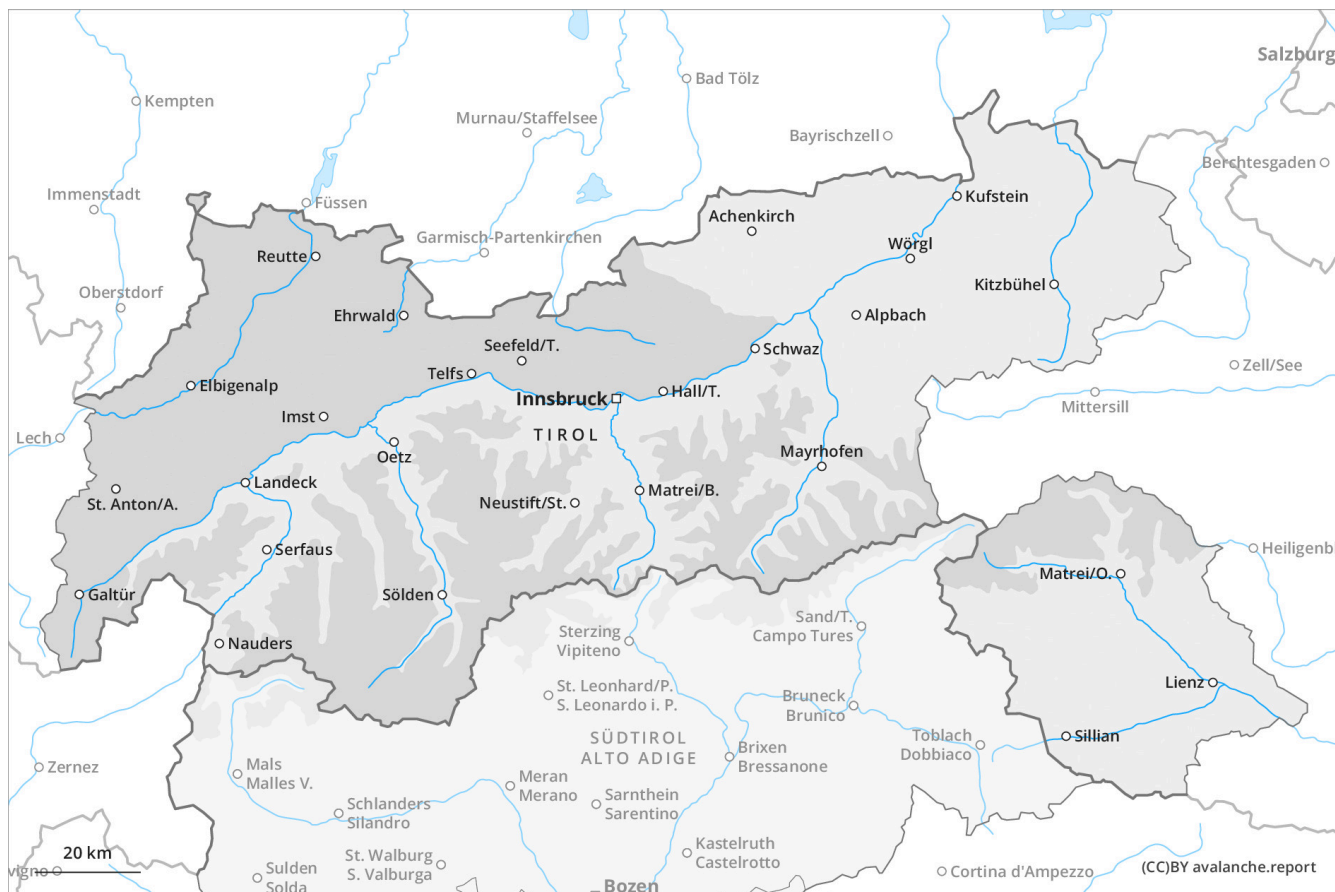 Salzburg
Bad Tölz
Kempten
Murnau/Staffelsee
Bayrischzell
Berchtesgaden
Immenstadt
Füssen
Kufstein
Achenkirch
Garmisch-Partenkirchen
Wörgl
Reutte
Kitzbühel
Oberstdorf
Ehrwald
Alpbach
Seefeld/T.
Schwaz
Zell/See
Telfs
Elbigenalp
Hall/T.
Innsbruck
Mittersill
Imst
TIROL
Lech
Oetz
Mayrhofen
Landeck
Matrei/B.
St. Anton/A.
Neustift/St.
Serfaus
Heiligenb
Matrei/O.
Galtür
Sölden
Sand/T.
Campo Tures
Sterzing
Vipiteno
Nauders
Lienz
St. Leonhard/P.
S. Leonardo i. P.
Bruneck
Brunico
SÜDTIROL
ALTO ADIGE
Toblach
Dobbiaco
Sillian
Brixen
Bressanone
Zernez
Mals
Malles V.
Meran
Merano
Schlanders
Silandro
Sarnthein
Sarentino
Kastelruth
Castelrotto
20 km
St. Walburg
S. Valburga
vigno
Sulden
Solda
Cortina d'Ampezzo
(CC)BY avalanche.report
Bozen